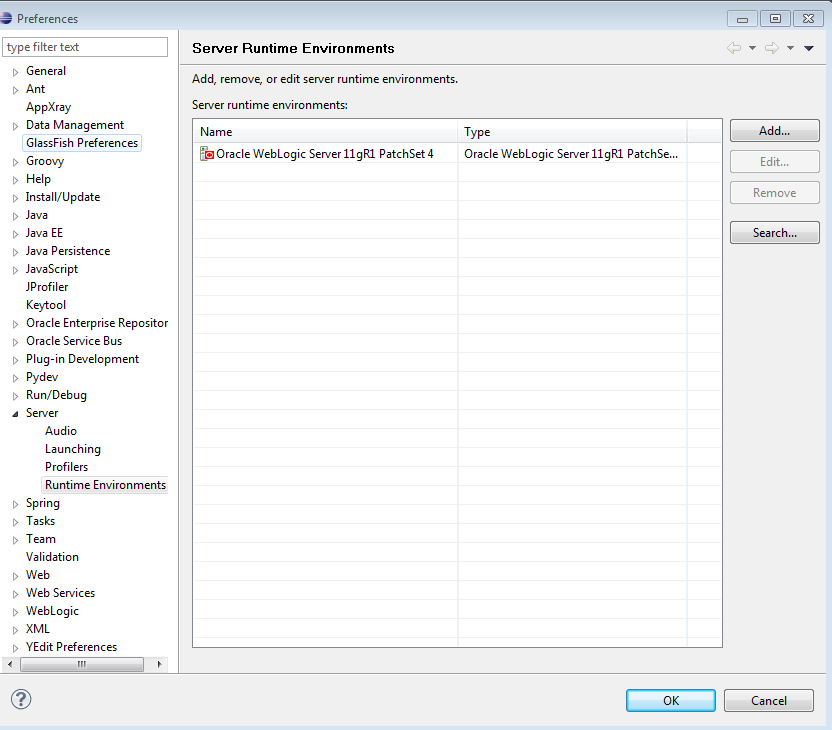 Preferences
type filter text
General
Ant
AppXray
Data Management
GlassFish Preferences
Groovy
Help
Install/Update
Java
Java EE
Java Persistence
JavaScript
JProfiler
Keytool
Oracle Enterprise Repositor
Oracle Service Bus
Plug-in Development
Pydev
Run/Debug
Server
Audio
Launching
Profilers
Runtime Environments
Spring
Tasks
Team
Validation
Web
Web Services
WebLogic
XML
YEdit Preferences
Server Runtime Environments
Add, remove, or edit server runtime environments.
Server runtime environments:
Name Type
Oracle WebLogic Server 11gR1 PatchSet 4 Oracle WebLogic Server 11gR1 PatchSe...
Add...
Edit...
Remove
Search...
OK Cancel